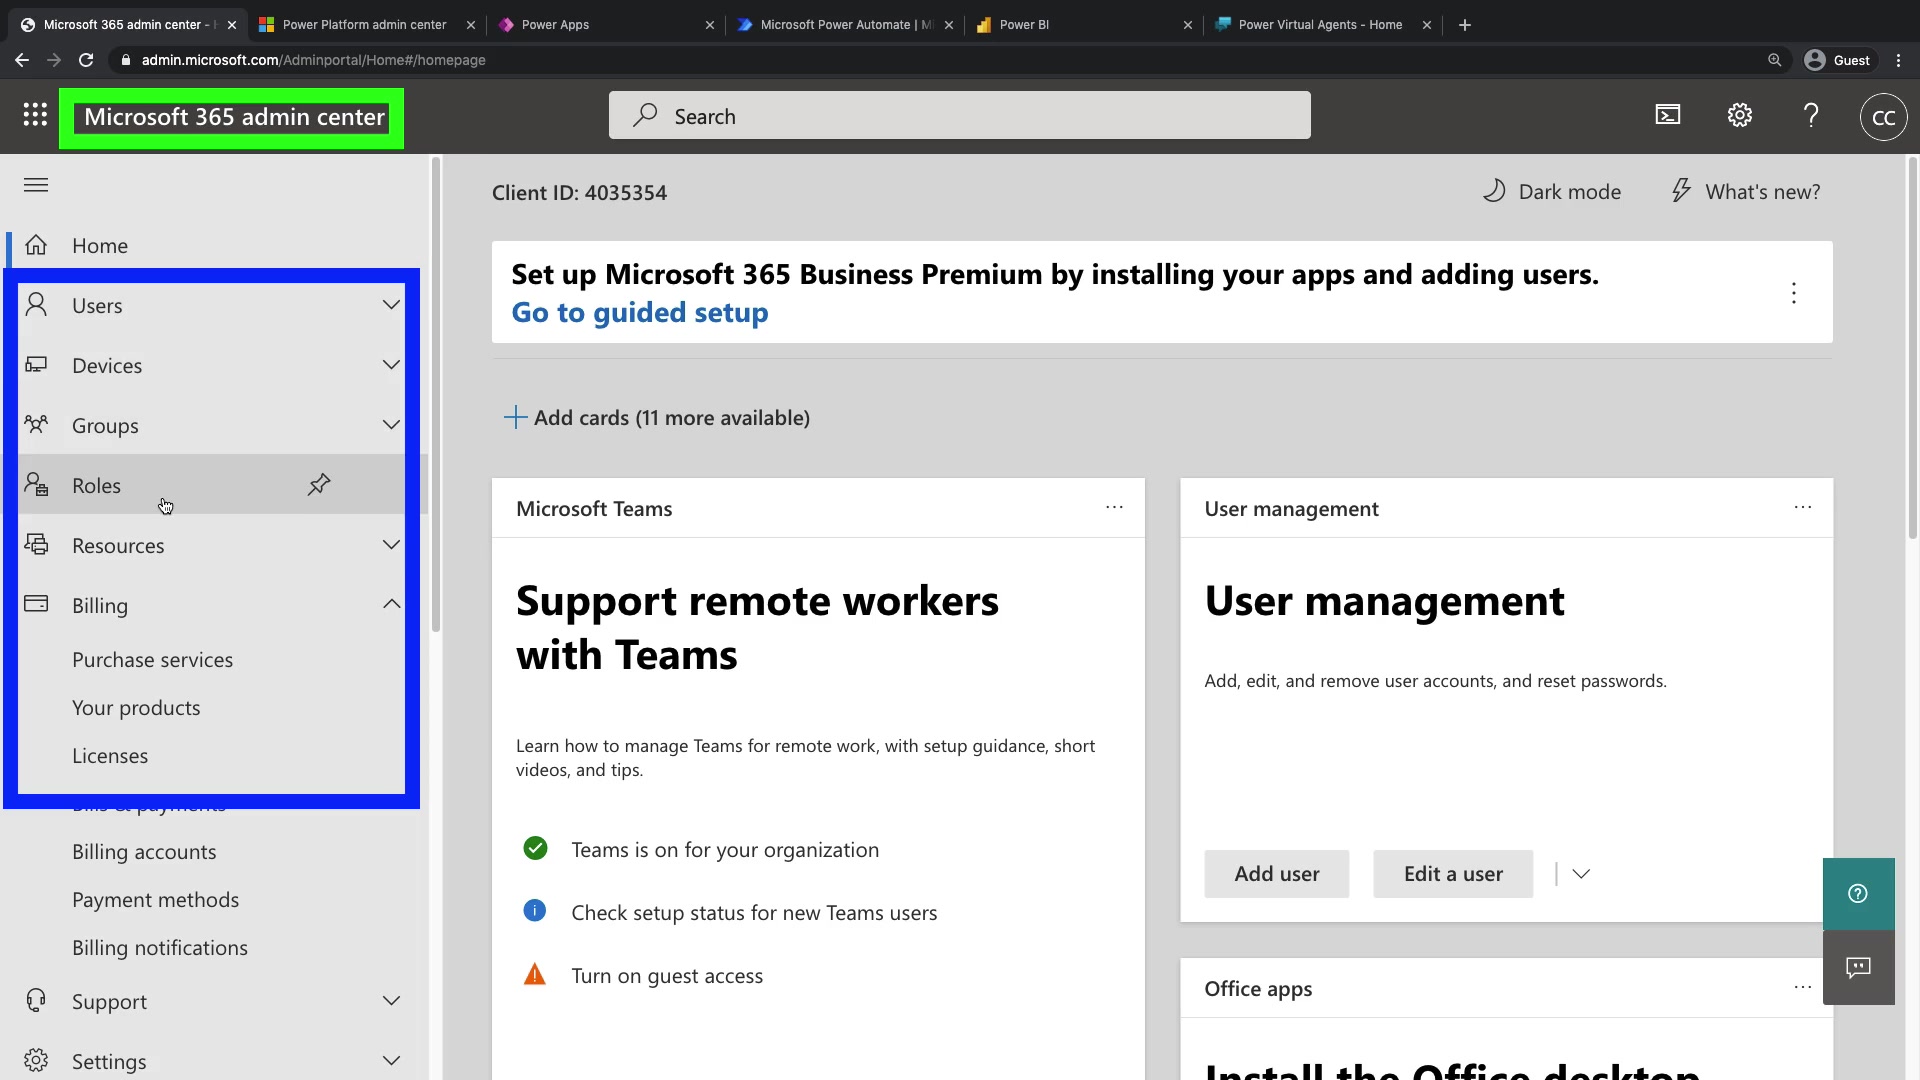 Microsoft 365 admin center -
Power Platform admin center
Power Apps
Microsoft Power Automate | Mi
Power BI
Power Virtual Agents - Home
admin.microsoft.com/Adminportal/Home#/homepage
Guest
Microsoft 365 admin center
Search
CC
Client ID: 4035354
Dark mode
What's new?
Home
Users
Devices
Groups
Roles
Resources
Billing
Purchase services
Your products
Licenses
Bills & payments
Billing accounts
Payment methods
Billing notifications
Support
Settings
Set up Microsoft 365 Business Premium by installing your apps and adding users.
Go to guided setup
Add cards (11 more available)
Microsoft Teams
Support remote workers
with Teams
Learn how to manage Teams for remote work, with setup guidance, short
videos, and tips.
Teams is on for your organization
Check setup status for new Teams users
Turn on guest access
User management
User management
Add, edit, and remove user accounts, and reset passwords.
Add user
Edit a user
Office apps
Install the Office desktop